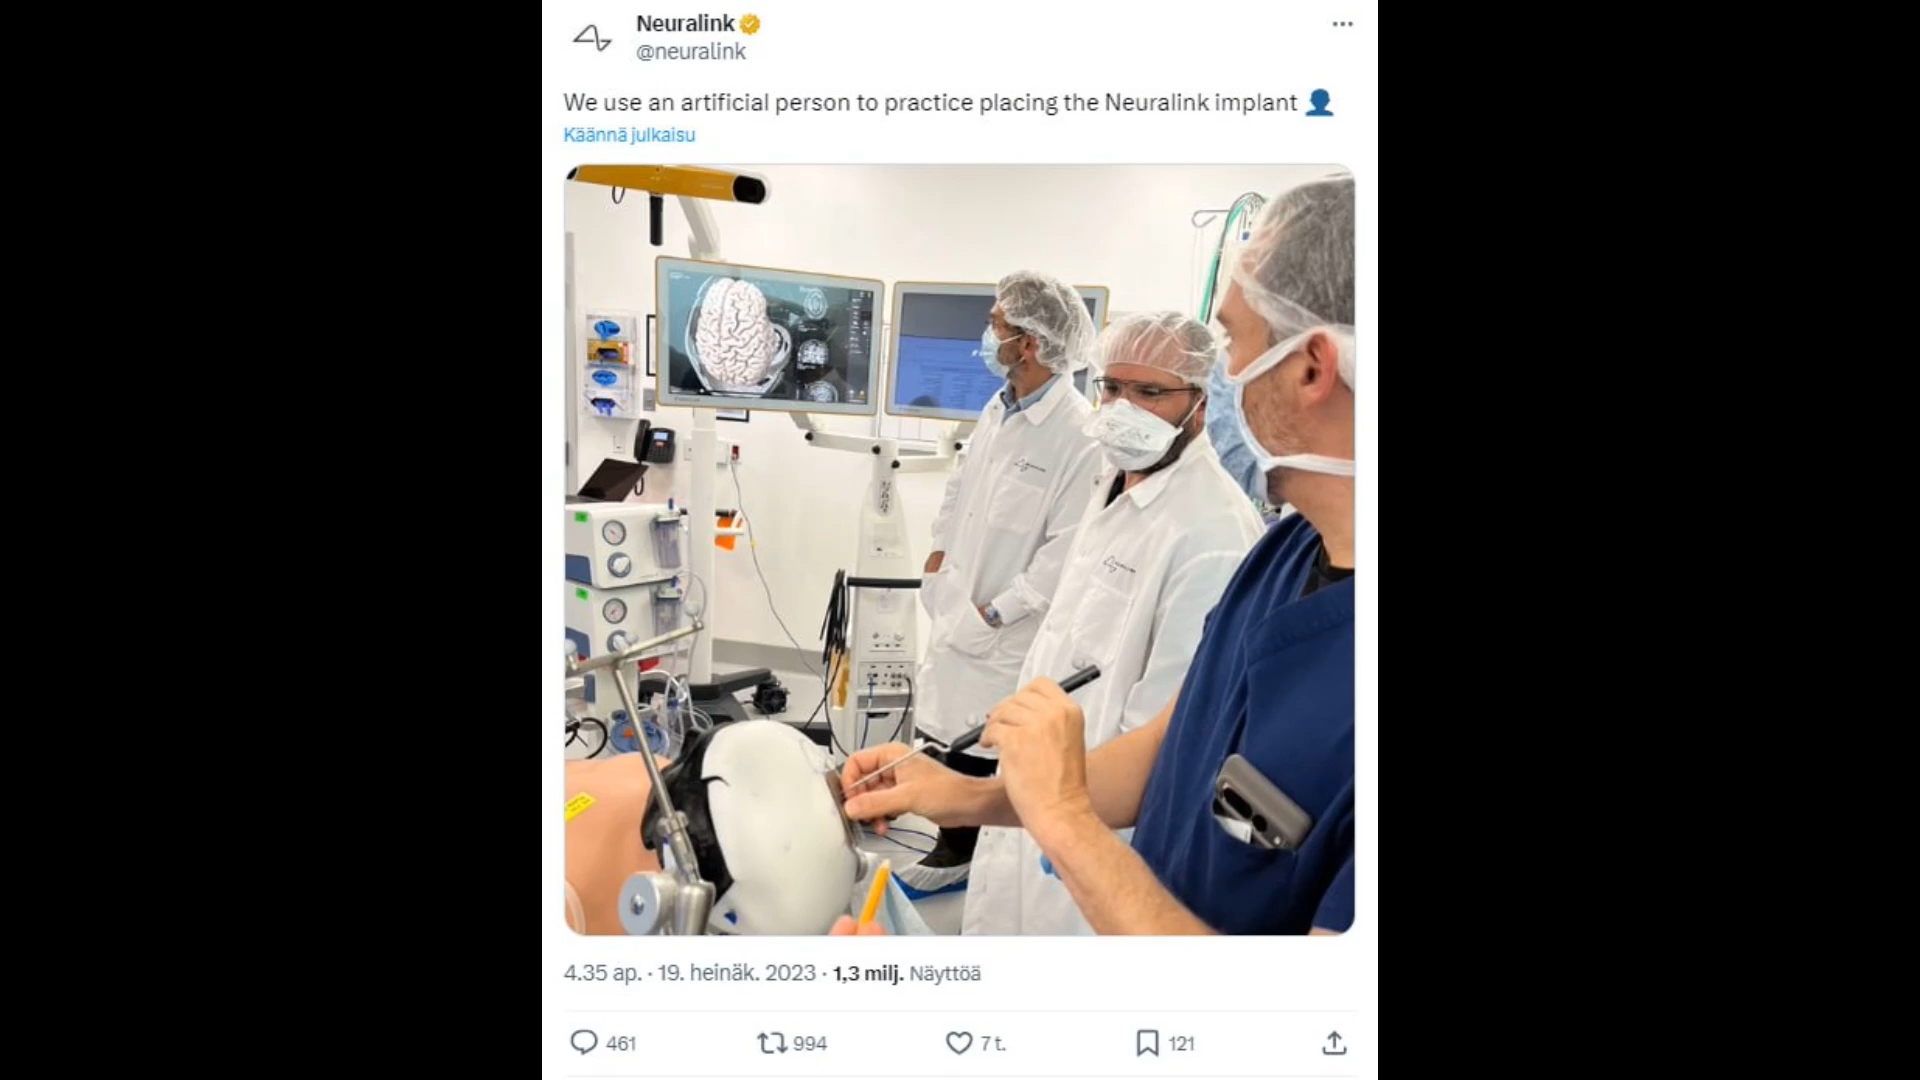 Neuralink
@neuralink
We use an artificial person to practice placing the Neuralink implant
Käännä julkaisu
4.35 ap. · 19. heinäk. 2023 · 1,3 milj. Näyttöä
461
994
7 t.
121